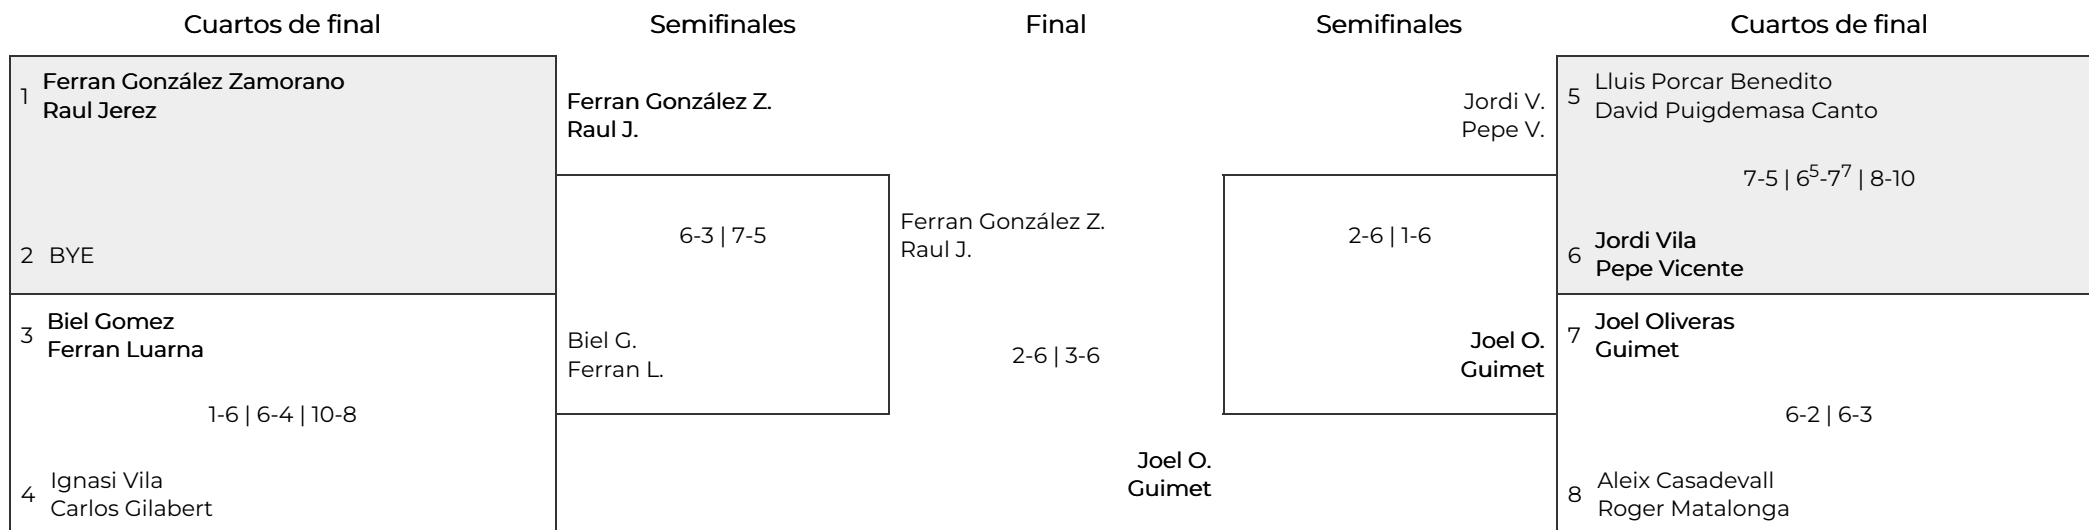 Cuartos de final
Semifinales
Final
Semifinales
Cuartos de final
1
Ferran González Zamorano
Raul Jerez
2 BYE
3
Biel Gomez
Ferran Luarna
1-6 | 6-4 | 10-8
4
Ignasi Vila
Carlos Gilabert
Ferran González Z.
Raul J.
6-3 | 7-5
Biel G.
Ferran L.
Ferran González Z.
Raul J.
2-6 | 3-6
Joel O.
Guimet
Jordi V.
Pepe V.
2-6 | 1-6
Joel O.
Guimet
5
Lluis Porcar Benedito
David Puigdemasa Canto
7-5 | 6⁵-7⁷ | 8-10
6
Jordi Vila
Pepe Vicente
7
Joel Oliveras
Guimet
6-2 | 6-3
8
Aleix Casadevall
Roger Matalonga